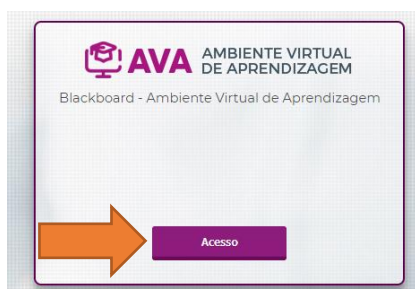 AVA AMBIENTE VIRTUAL
DE APRENDIZAGEM
Blackboard - Ambiente Virtual de Aprendizagem
Acesso